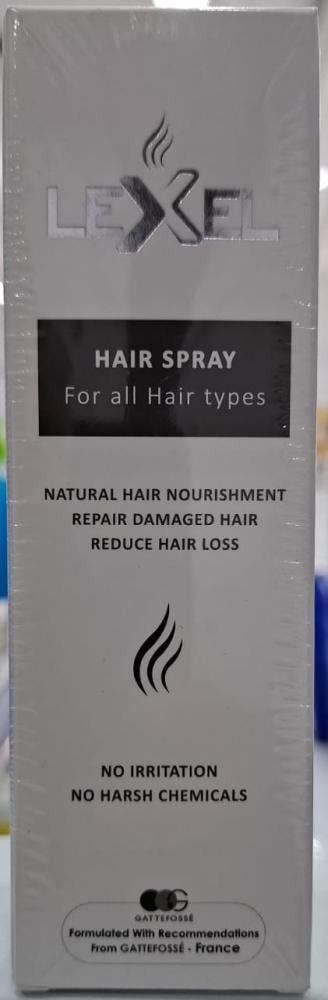 LEXEL
HAIR SPRAY
For all Hair types
NATURAL HAIR NOURISHMENT
REPAIR DAMAGED HAIR
REDUCE HAIR LOSS
NO IRRITATION
NO HARSH CHEMICALS
G
GATTEFOSSÉ
Formulated With Recommendations
From GATTEFOSSÉ - France